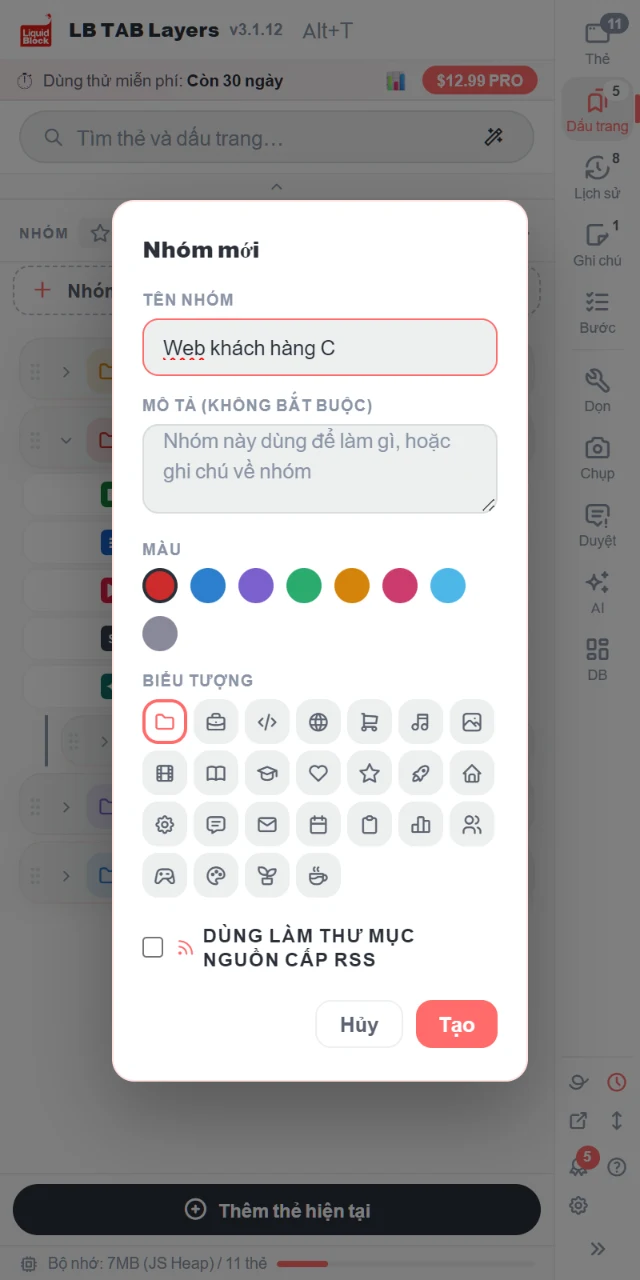 Liquid Block
LB TAB Layers v3.1.12 Alt+T
11
Thẻ
Dùng thử miễn phí: Còn 30 ngày
$12.99 PRO
5
Dấu trang
Tìm thẻ và dấu trang…
8
Lịch sử
NHÓM
1
Ghi chú
Bước
Dọn
Chụp
Duyệt
AI
DB
Nhóm mới
TÊN NHÓM
Web khách hàng C
MÔ TẢ (KHÔNG BẮT BUỘC)
Nhóm này dùng để làm gì, hoặc
ghi chú về nhóm
MÀU
BIỂU TƯỢNG
DÙNG LÀM THƯ MỤC
NGUỒN CẤP RSS
Hủy
Tạo
5
Thêm thẻ hiện tại
Bộ nhớ: 7MB (JS Heap) / 11 thẻ